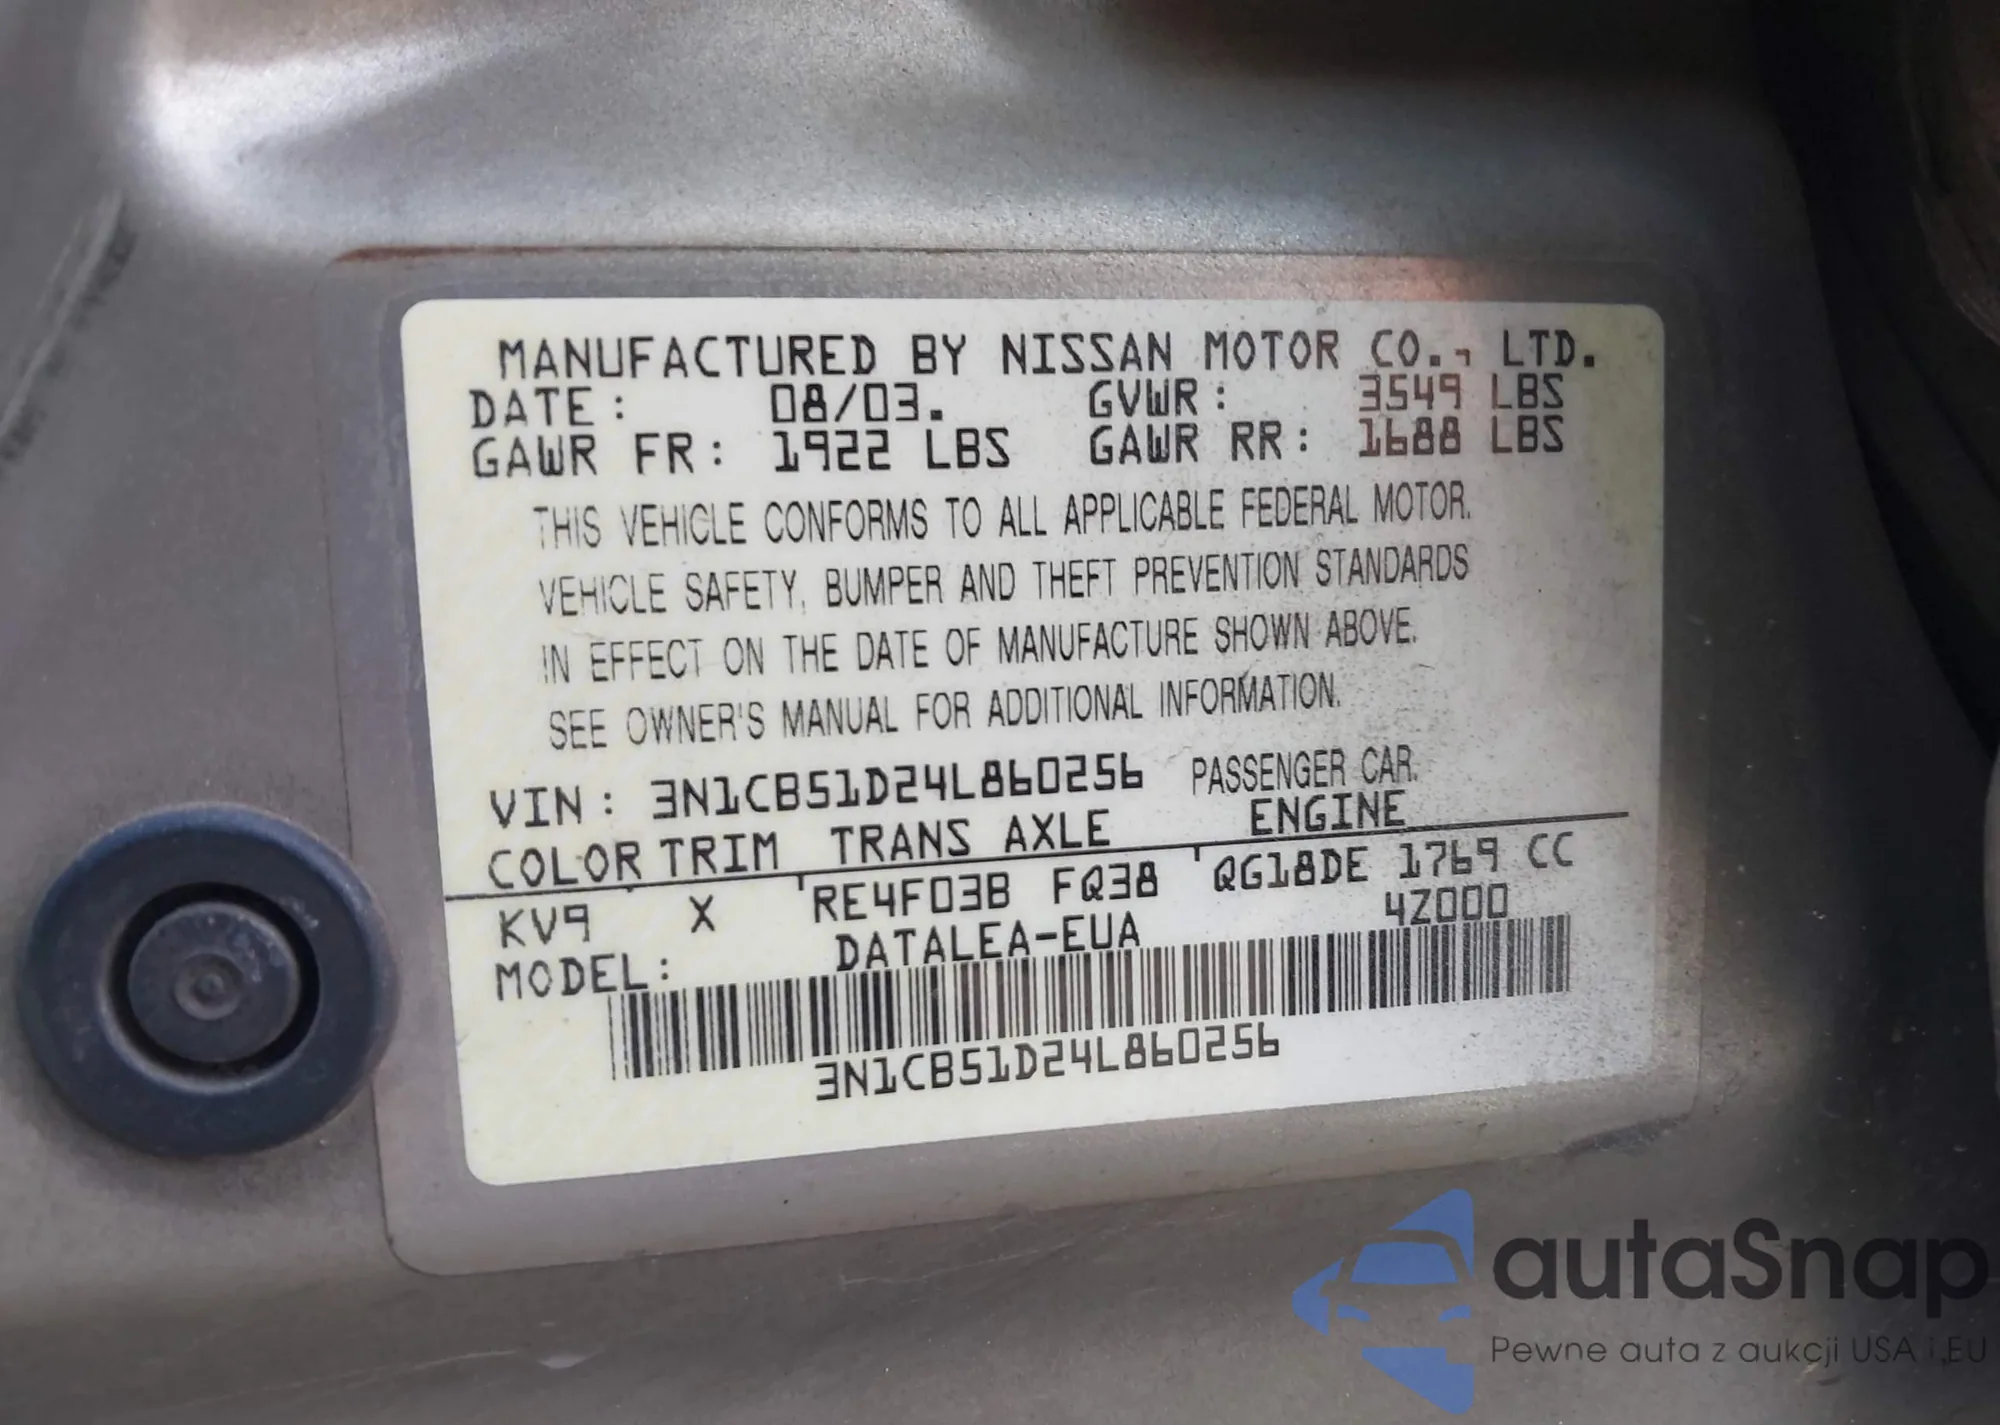 MANUFACTURED BY NISSAN MOTOR CO., LTD.
DATE: 08/03. GVWR: 3549 LBS
GAWR FR: 1922 LBS GAWR RR: 1688 LBS
THIS VEHICLE CONFORMS TO ALL APPLICABLE FEDERAL MOTOR.
VEHICLE SAFETY, BUMPER AND THEFT PREVENTION STANDARDS
IN EFFECT ON THE DATE OF MANUFACTURE SHOWN ABOVE.
SEE OWNER'S MANUAL FOR ADDITIONAL INFORMATION.
VIN: 3N1CB51D24L860256 PASSENGER CAR.
COLOR TRIM TRANS AXLE ENGINE
KV9 X RE4F03B FQ38 QG18DE 1769 CC
MODEL: DATALEA-EUA 4Z000
3N1CB51D24L860256
autaSnap
Pewne auta z aukcji USA i EU